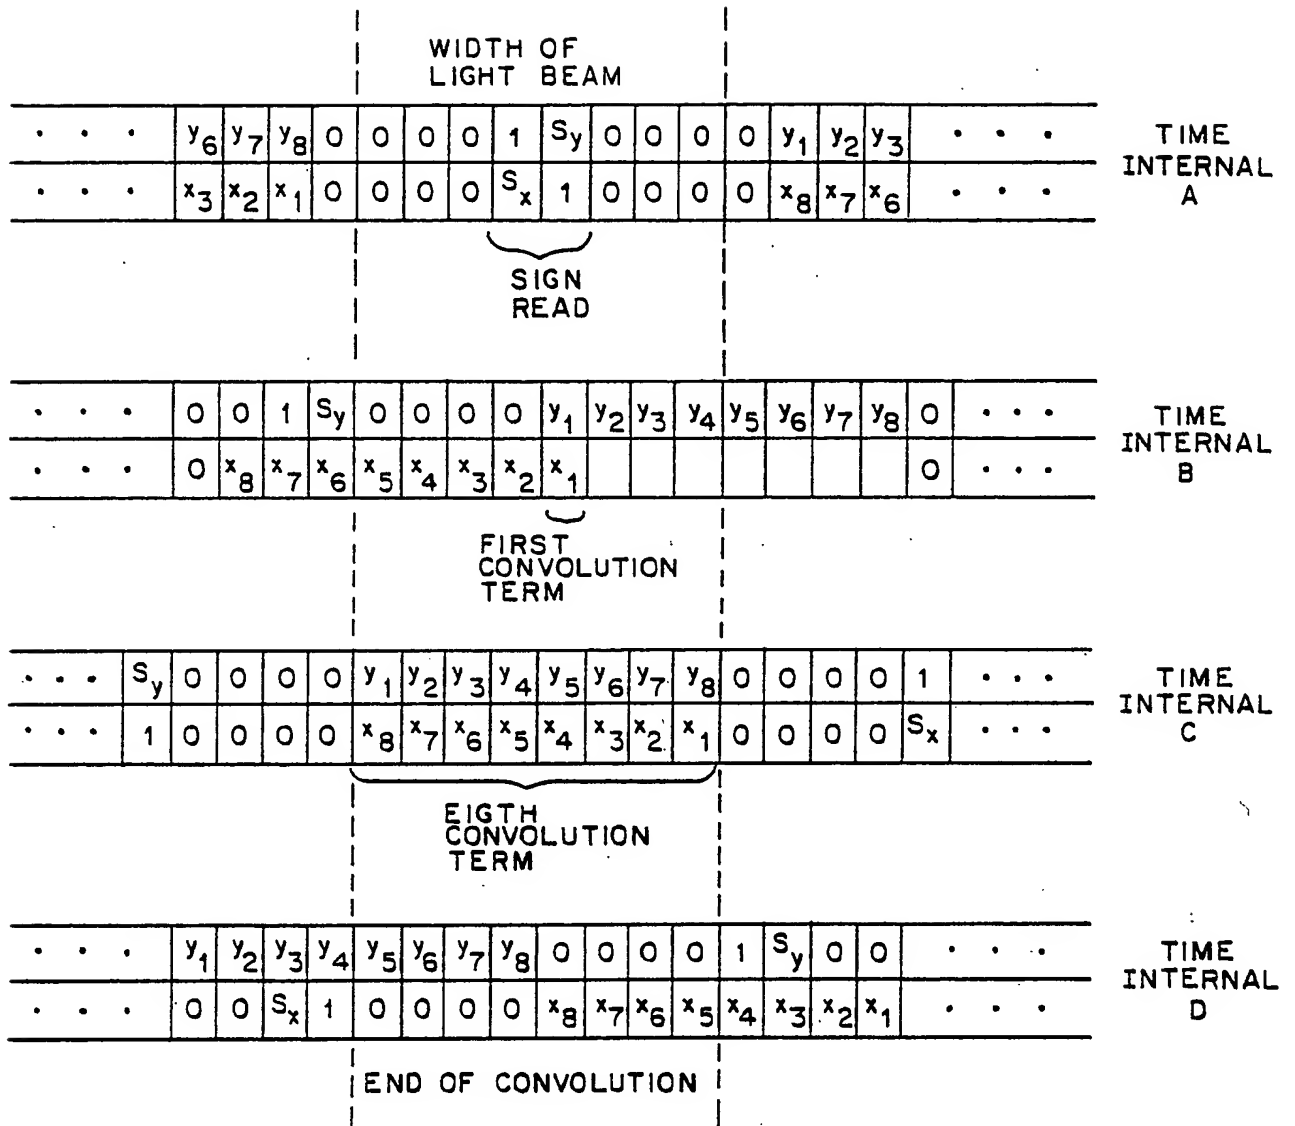 WIDTH OF
LIGHT BEAM
. . . y6 y7 y8 0 0 0 0 1 Sy 0 0 0 0 y1 y2 y3 . . .
. . . x3 x2 x1 0 0 0 0 Sx 1 0 0 0 0 x8 x7 x6 . . .
TIME
INTERNAL
A
SIGN
READ
. . . 0 0 1 Sy 0 0 0 0 y1 y2 y3 y4 y5 y6 y7 y8 0 . . .
. . . 0 x8 x7 x6 x5 x4 x3 x2 x1 0 . . .
TIME
INTERNAL
B
FIRST
CONVOLUTION
TERM
. . . Sy 0 0 0 0 y1 y2 y3 y4 y5 y6 y7 y8 0 0 0 0 1 . . .
. . . 1 0 0 0 0 x8 x7 x6 x5 x4 x3 x2 x1 0 0 0 0 Sx . . .
TIME
INTERNAL
C
EIGTH
CONVOLUTION
TERM
. . . y1 y2 y3 y4 y5 y6 y7 y8 0 0 0 0 1 Sy 0 0 . . .
. . . 0 0 Sx 1 0 0 0 0 x8 x7 x6 x5 x4 x3 x2 x1 . . .
TIME
INTERNAL
D
END OF CONVOLUTION